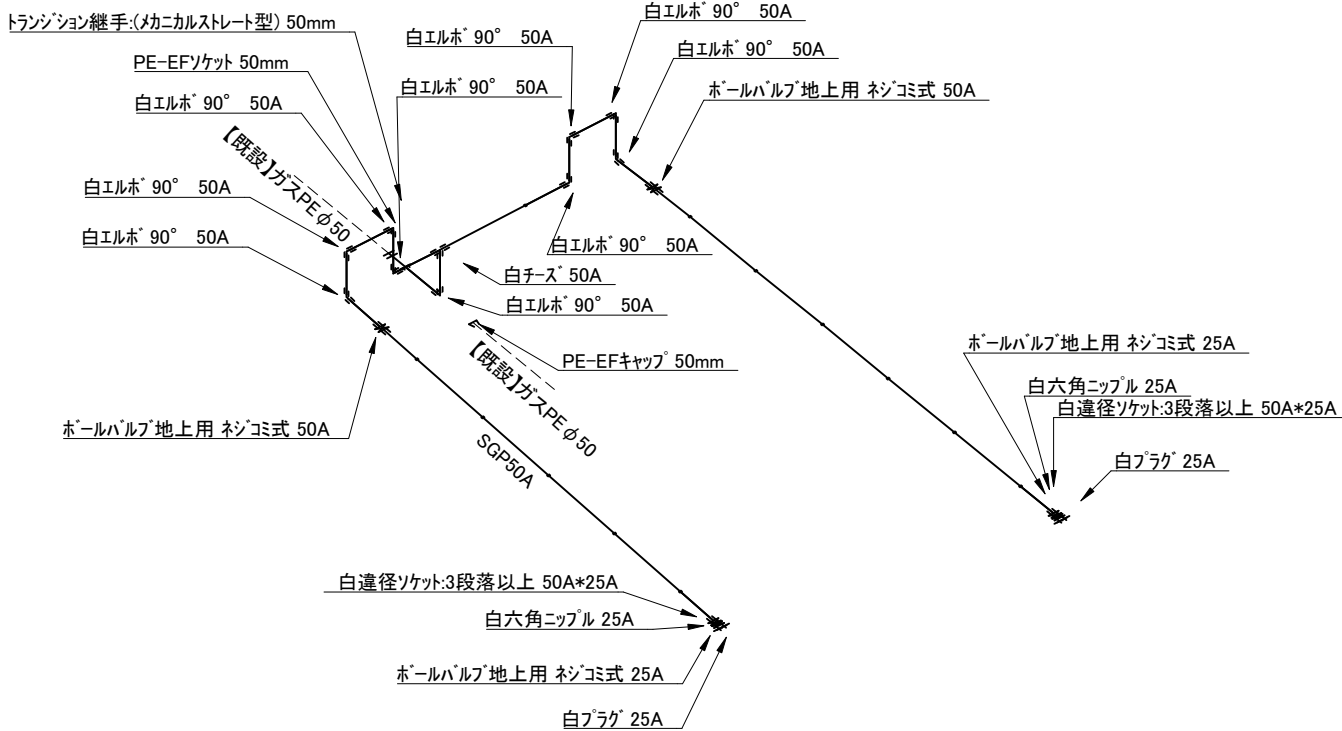 白エルボ 90° 50A
トランジション継手:(メカニカルストレート型) 50mm
白エルボ 90° 50A
白エルボ 90° 50A
PE-EFソケット 50mm
白エルボ 90° 50A
ボールバルブ地上用 ネジコミ式 50A
白エルボ 90° 50A
【既設】ガスPEφ50
白エルボ 90° 50A
白エルボ 90° 50A
白エルボ 90° 50A
白チーズ 50A
白エルボ 90° 50A
ボールバルブ地上用 ネジコミ式 25A
PE-EFキャップ 50mm
【既設】ガスPEφ50
白六角ニップル 25A
白違径ソケット:3段落以上 50A*25A
ボールバルブ地上用 ネジコミ式 50A
SGP50A
白プラグ 25A
白違径ソケット:3段落以上 50A*25A
白六角ニップル 25A
ボールバルブ地上用 ネジコミ式 25A
白プラグ 25A